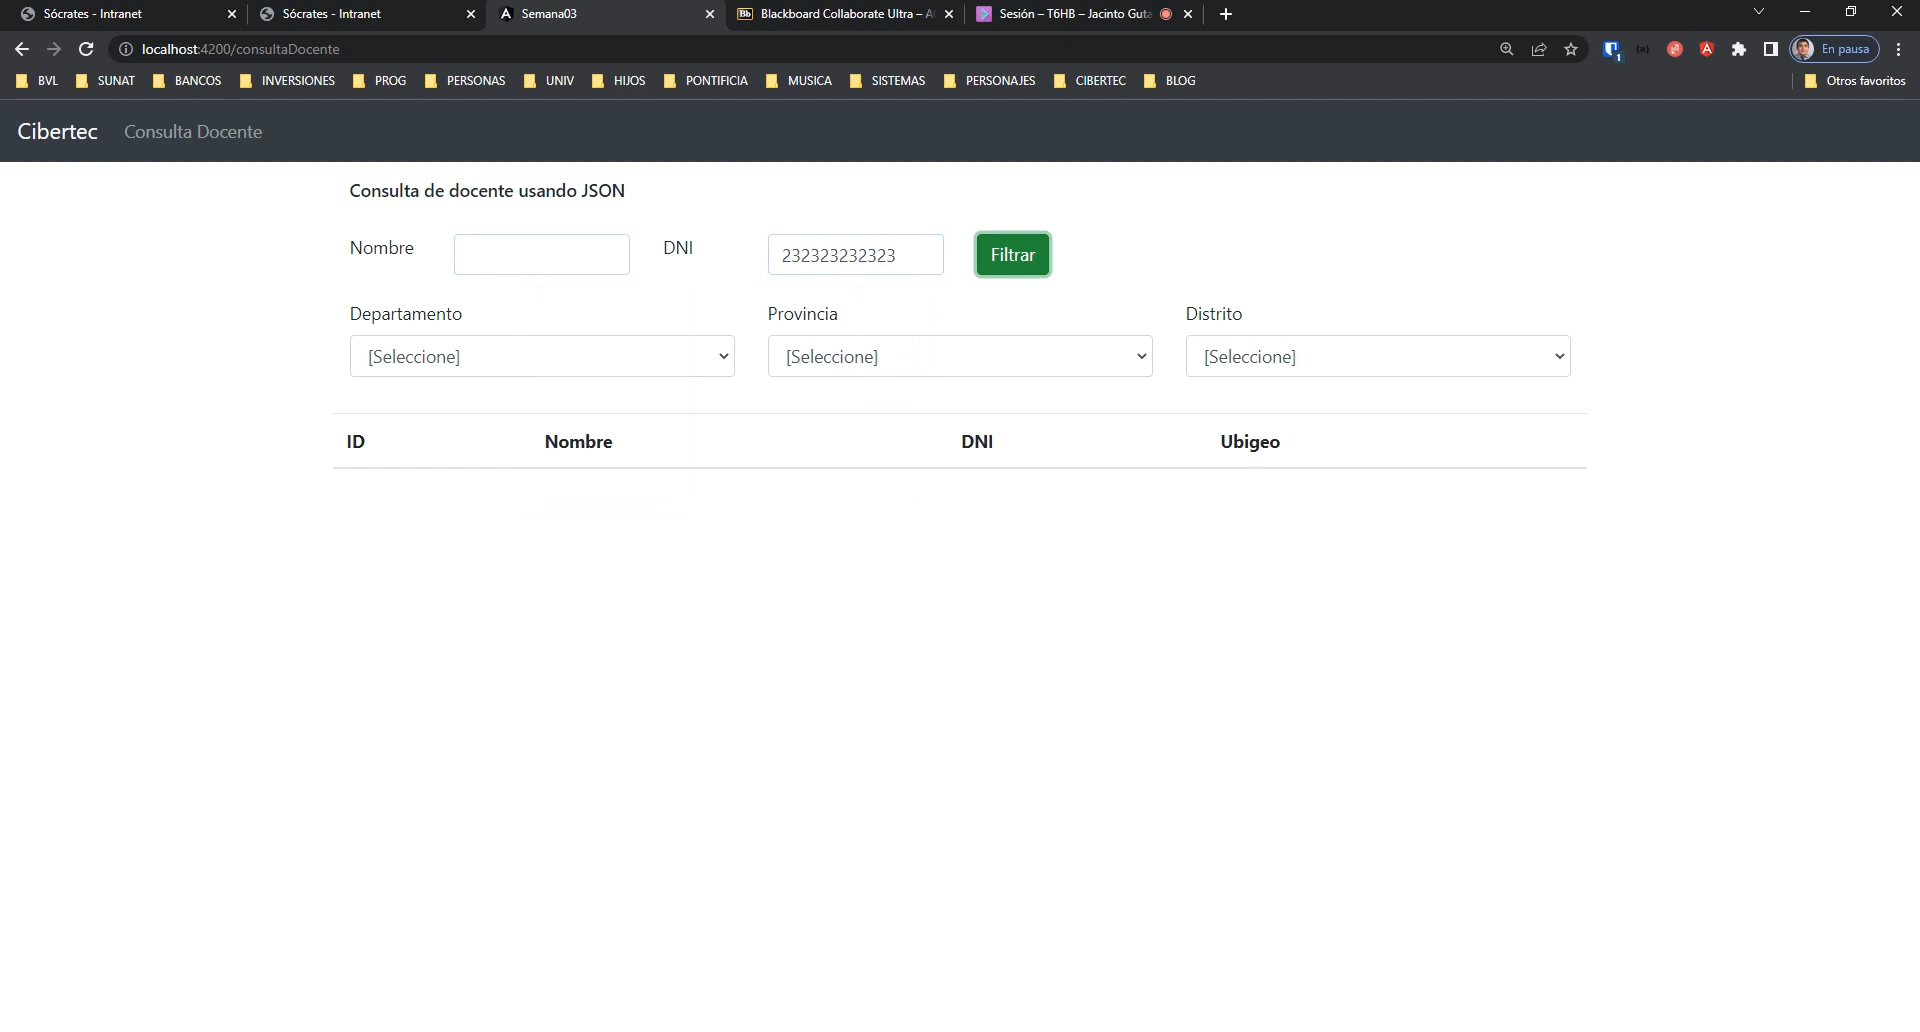 Sócrates - Intranet
Sócrates - Intranet
Semana03
Blackboard Collaborate Ultra – A
Sesión – T6HB – Jacinto Guti
localhost:4200/consultaDocente
1
En pausa
BVL SUNAT BANCOS INVERSIONES PROG PERSONAS UNIV HIJOS PONTIFICIA MUSICA SISTEMAS PERSONAJES CIBERTEC BLOG Otros favoritos
Cibertec Consulta Docente
Consulta de docente usando JSON
Nombre DNI 232323232323 Filtrar
Departamento Provincia Distrito
[Seleccione] [Seleccione] [Seleccione]
ID Nombre DNI Ubigeo